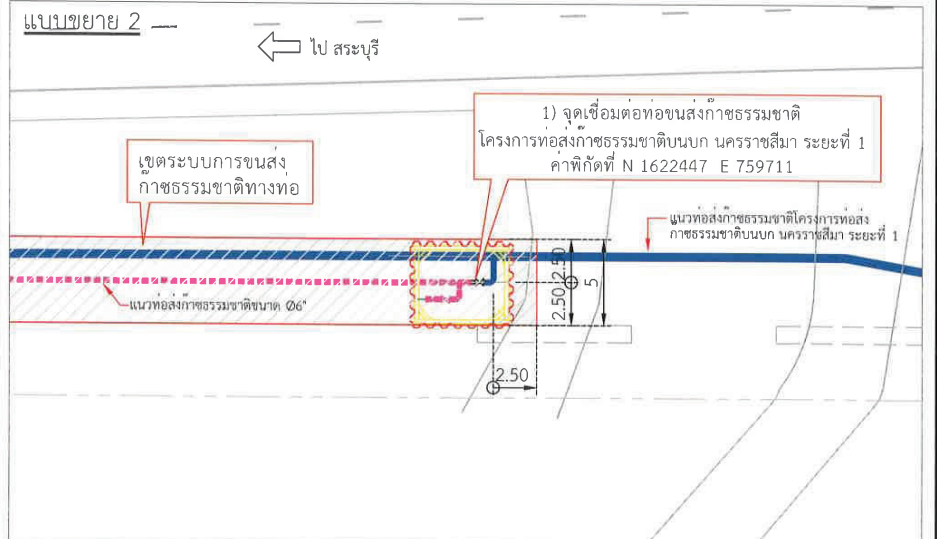 แบบขยาย 2
ไป สระบุรี
1) จุดเชื่อมต่อท่อขนส่งก๊าซธรรมชาติ
โครงการท่อส่งก๊าซธรรมชาติบนบก นครราชสีมา ระยะที่ 1
ค่าพิกัดที่ N 1622447 E 759711
เขตระบบการขนส่ง
ก๊าซธรรมชาติทางท่อ
แนวท่อส่งก๊าซธรรมชาติโครงการท่อส่ง
ก๊าซธรรมชาติบนบก นครราชสีมา ระยะที่ 1
แนวท่อส่งก๊าซธรรมชาติขนาด Ø6"
2.50
2.50
5
2.50